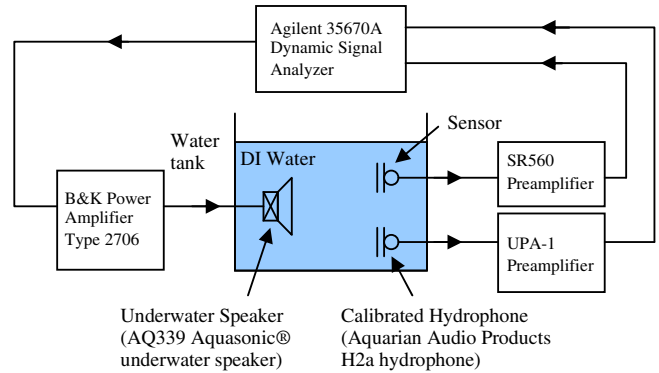 Agilent 35670A
Dynamic Signal
Analyzer
Sensor
Water
tank
DI Water
SR560
Preamplifier
B&K Power
Amplifier
Type 2706
UPA-1
Preamplifier
Underwater Speaker
(AQ339 Aquasonic®
underwater speaker)
Calibrated Hydrophone
(Aquarian Audio Products
H2a hydrophone)